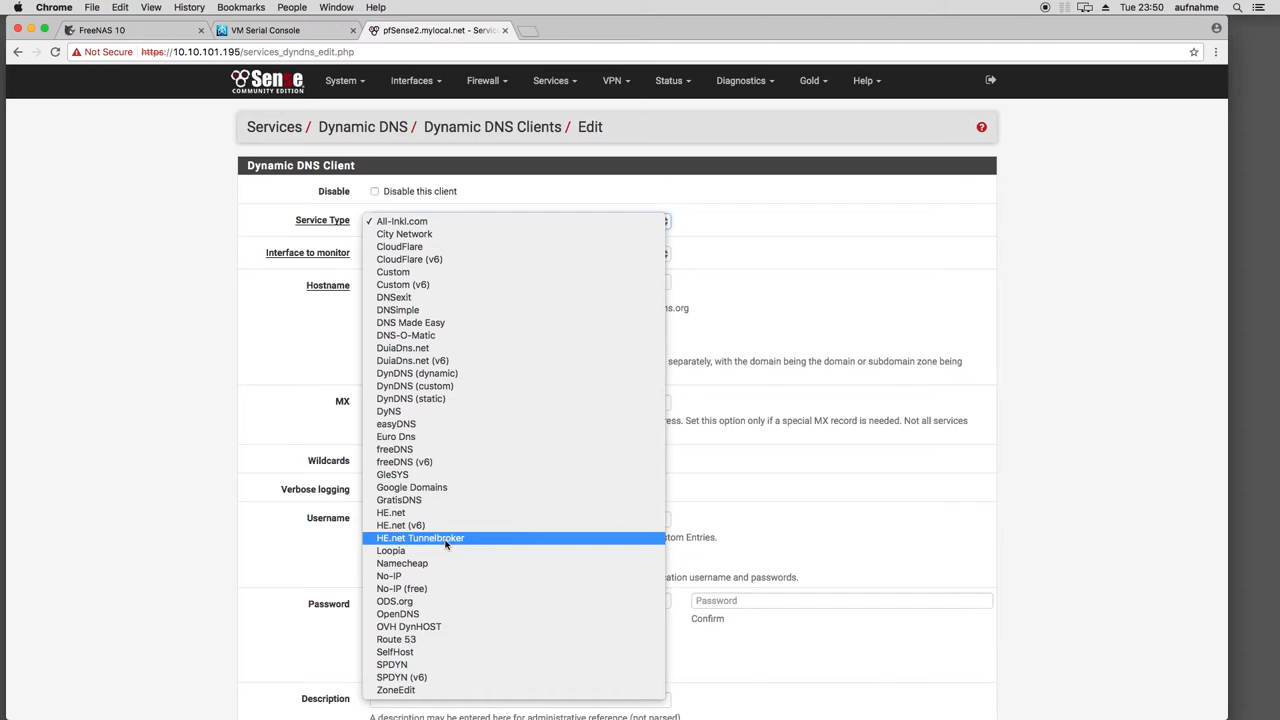 Chrome File Edit View History Bookmarks People Window Help Tue 23:50 aufnahme
FreeNAS 10 VM Serial Console pfSense2.mylocal.net - Servic
Not Secure https://10.10.101.195/services_dyndns_edit.php
Sense COMMUNITY EDITION System Interfaces Firewall Services VPN Status Diagnostics Gold Help
Services / Dynamic DNS / Dynamic DNS Clients / Edit
Dynamic DNS Client
Disable Disable this client
Service Type ✓ All-Inkl.com
City Network
CloudFlare
Interface to monitor CloudFlare (v6)
Custom
Hostname Custom (v6)
DNSexit
DNSimple ns.org
DNS Made Easy
DNS-O-Matic
DuiaDns.net
DuiaDns.net (v6) separately, with the domain being the domain or subdomain zone being
DynDNS (dynamic)
DynDNS (custom)
MX DynDNS (static)
DyNS
easyDNS ress. Set this option only if a special MX record is needed. Not all services
Euro Dns
freeDNS
Wildcards freeDNS (v6)
GleSYS
Verbose logging Google Domains
GratisDNS
HE.net
Username HE.net (v6)
HE.net Tunnelbroker stom Entries.
Loopia
Namecheap
No-IP cation username and passwords.
No-IP (free)
Password ODS.org Password
OpenDNS Confirm
OVH DynHOST
Route 53
SelfHost
SPDYN
SPDYN (v6)
ZoneEdit
Description
A description may be entered here for administrative reference (not parsed)